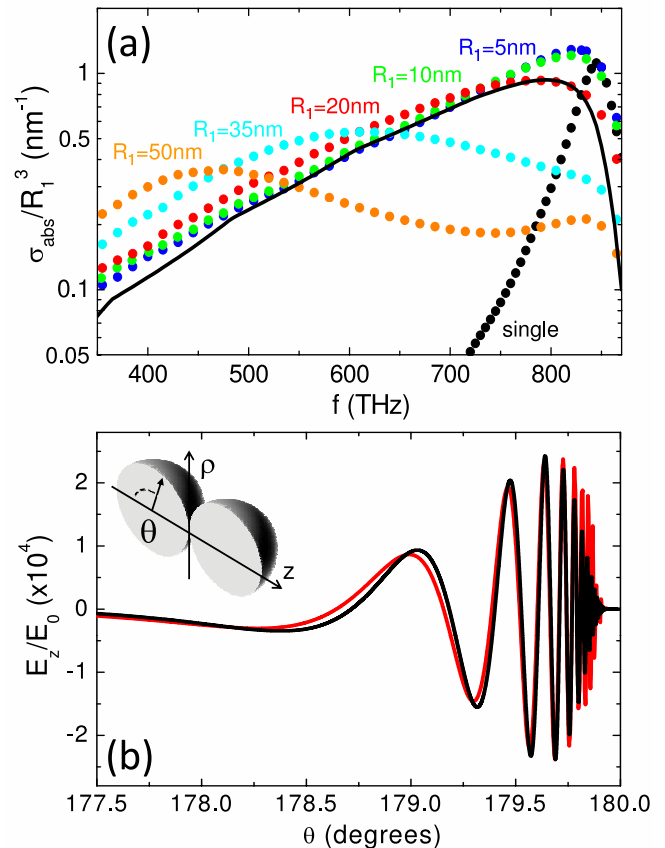 (a)
R₁=5nm
R₁=10nm
R₁=20nm
R₁=35nm
R₁=50nm
single
σ_abs/R₁³ (nm⁻¹)
1
0.5
0.1
0.05
400 500 600 700 800
f (THz)
(b)
ρ
θ
z
E_z/E₀ (x10⁴)
2
1
0
-1
-2
177.5 178.0 178.5 179.0 179.5 180.0
θ (degrees)